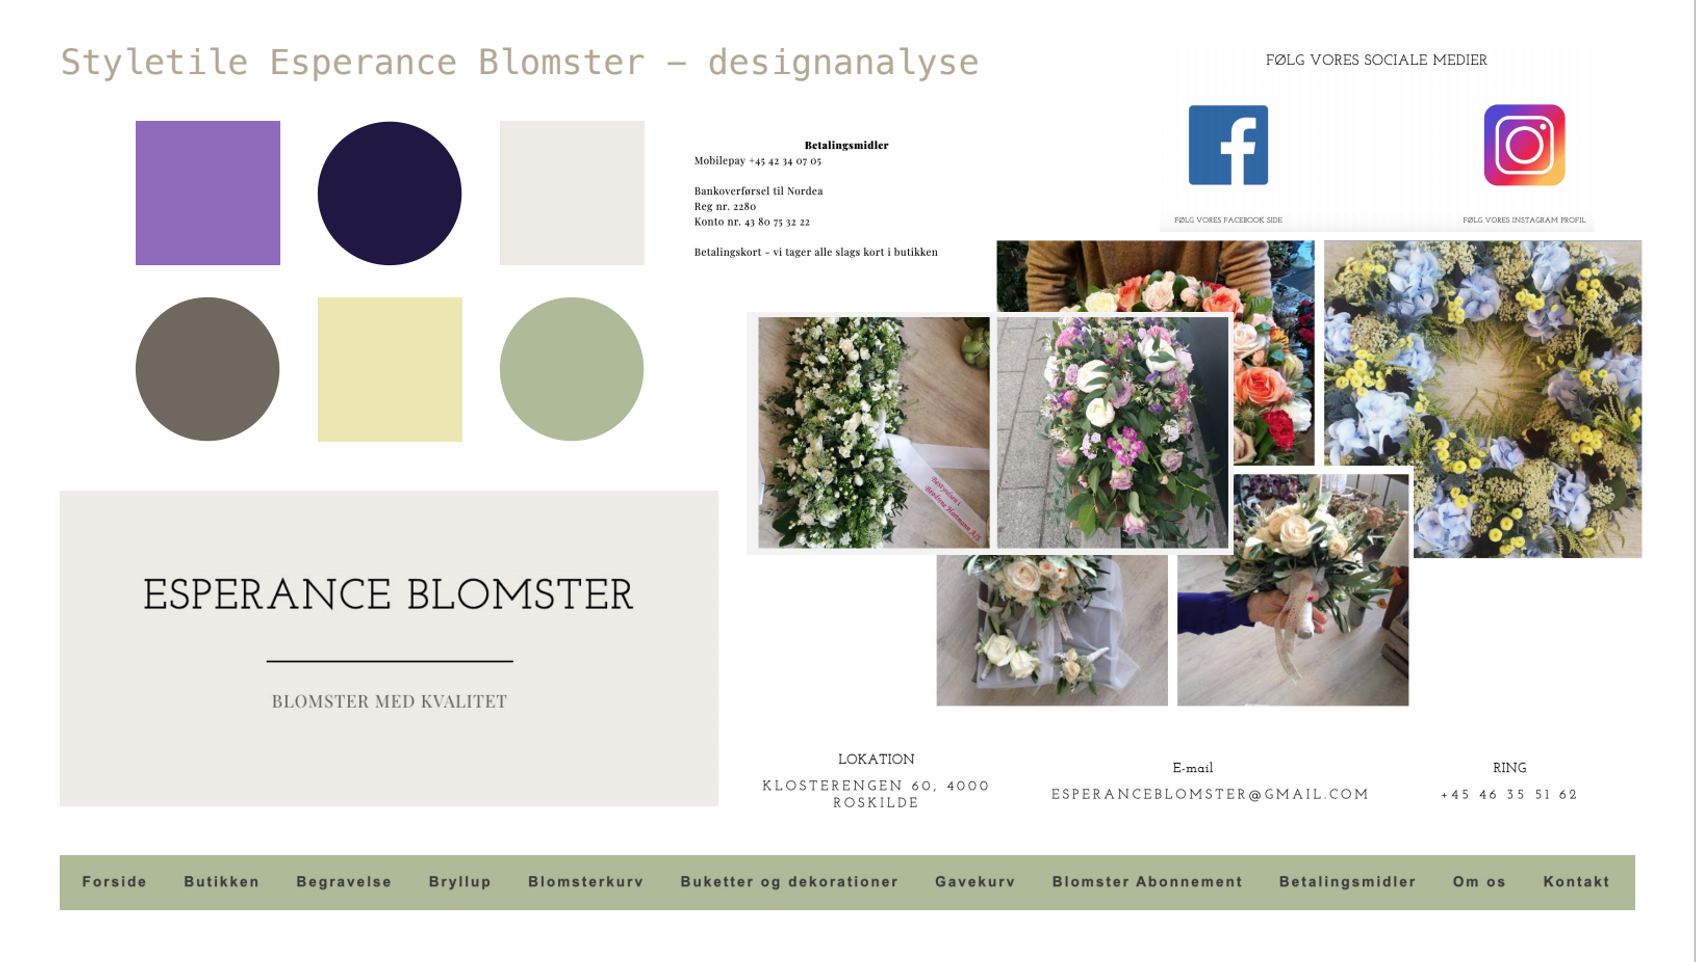 Styletile Esperance Blomster – designanalyse
FØLG VORES SOCIALE MEDIER
FØLG VORES FACEBOOK SIDE
FØLG VORES INSTAGRAM PROFIL
Betalingsmidler
Mobilepay +45 42 34 07 05
Bankoverførsel til Nordea
Reg nr. 2280
Konto nr. 43 80 75 32 22
Betalingskort - vi tager alle slags kort i butikken
Bestyrelsen i
Brødrene Hartmann A/S
ESPERANCE BLOMSTER
BLOMSTER MED KVALITET
LOKATION
KLOSTERENGEN 60, 4000
ROSKILDE
E-mail
ESPERANCEBLOMSTER@GMAIL.COM
RING
+45 46 35 51 62
Forside Butikken Begravelse Bryllup Blomsterkurv Buketter og dekorationer Gavekurv Blomster Abonnement Betalingsmidler Om os Kontakt